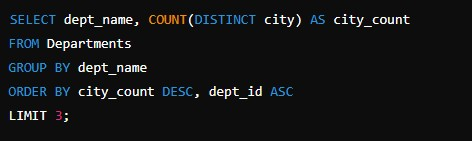 SELECT dept_name, COUNT(DISTINCT city) AS city_count
FROM Departments
GROUP BY dept_name
ORDER BY city_count DESC, dept_id ASC
LIMIT 3;